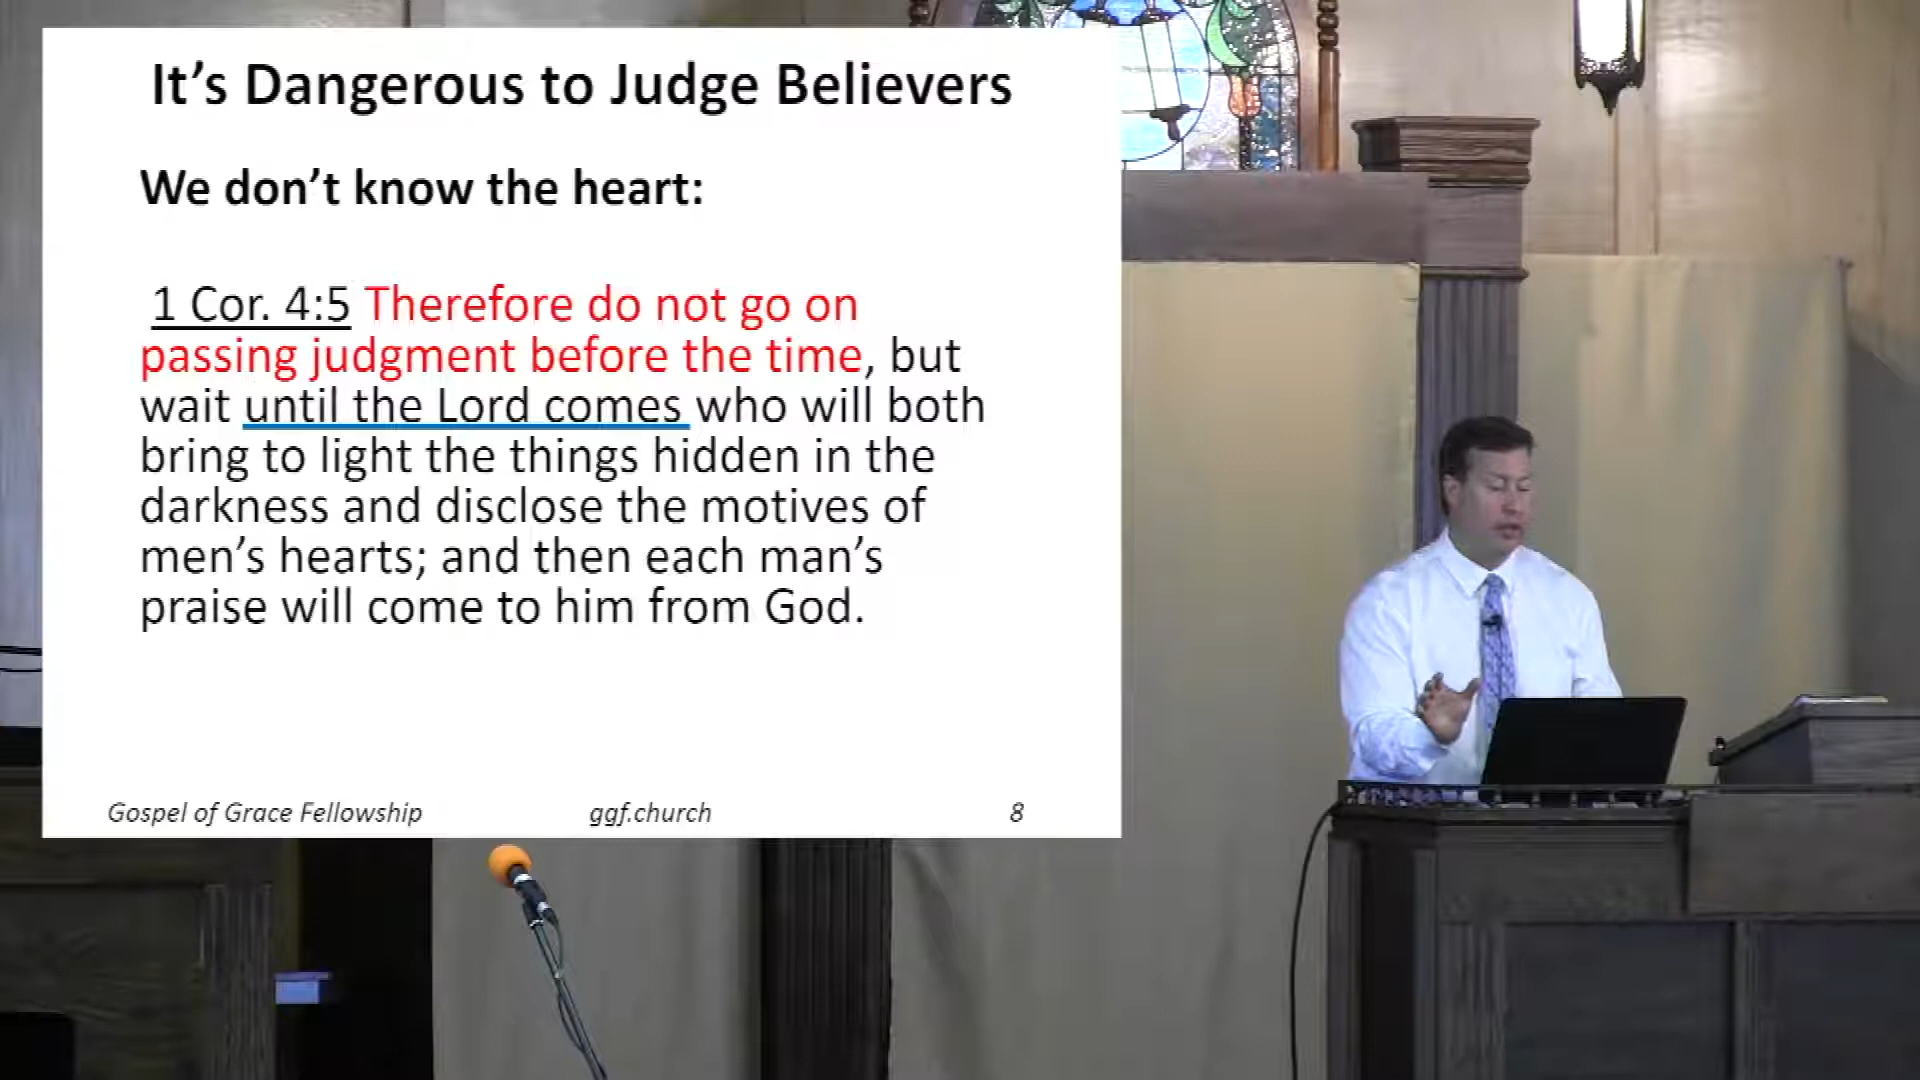 It's Dangerous to Judge Believers
We don't know the heart:
1 Cor. 4:5 Therefore do not go on
passing judgment before the time, but
wait until the Lord comes who will both
bring to light the things hidden in the
darkness and disclose the motives of
men's hearts; and then each man's
praise will come to him from God.
Gospel of Grace Fellowship ggf.church 8